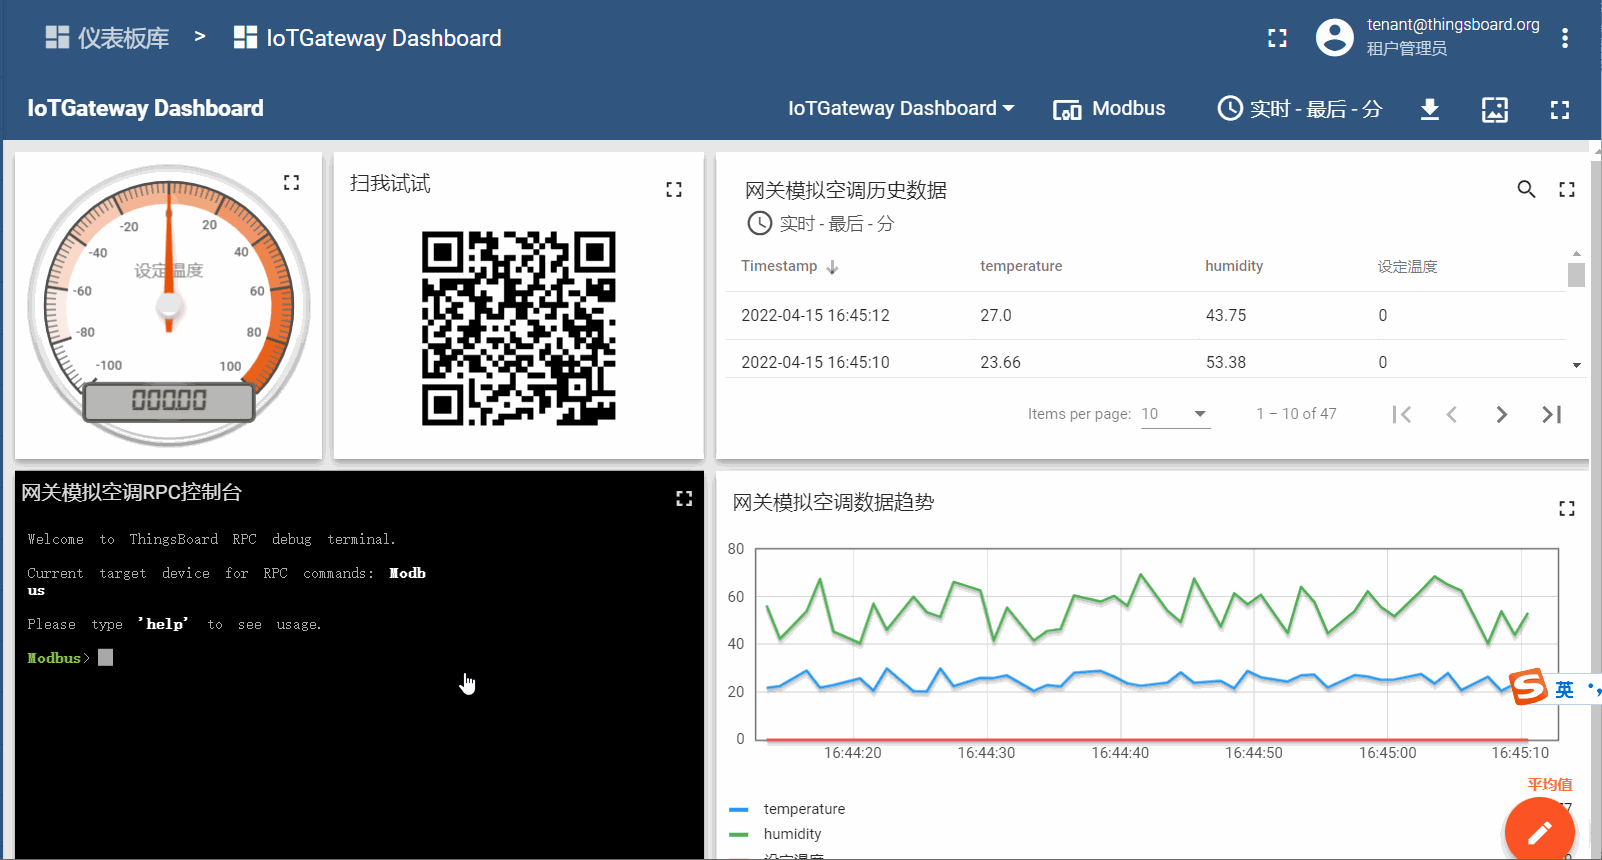 仪表板库 > IoTGateway Dashboard
tenant@thingsboard.org
租户管理员
IoTGateway Dashboard
IoTGateway Dashboard
Modbus
实时 - 最后 - 分
-20 20
-40 40
设定温度
-60 60
-80 80
-100 100
000.00
扫我试试
网关模拟空调历史数据
实时 - 最后 - 分
Timestamp temperature humidity 设定温度
2022-04-15 16:45:12 27.0 43.75 0
2022-04-15 16:45:10 23.66 53.38 0
Items per page: 10 1 – 10 of 47
网关模拟空调RPC控制台
Welcome to ThingsBoard RPC debug terminal.
Current target device for RPC commands: Modb
us
Please type 'help' to see usage.
Modbus>
网关模拟空调数据趋势
80
60
40
20
0
16:44:20 16:44:30 16:44:40 16:44:50 16:45:00 16:45:10
S 英
平均值
temperature
humidity
设定温度